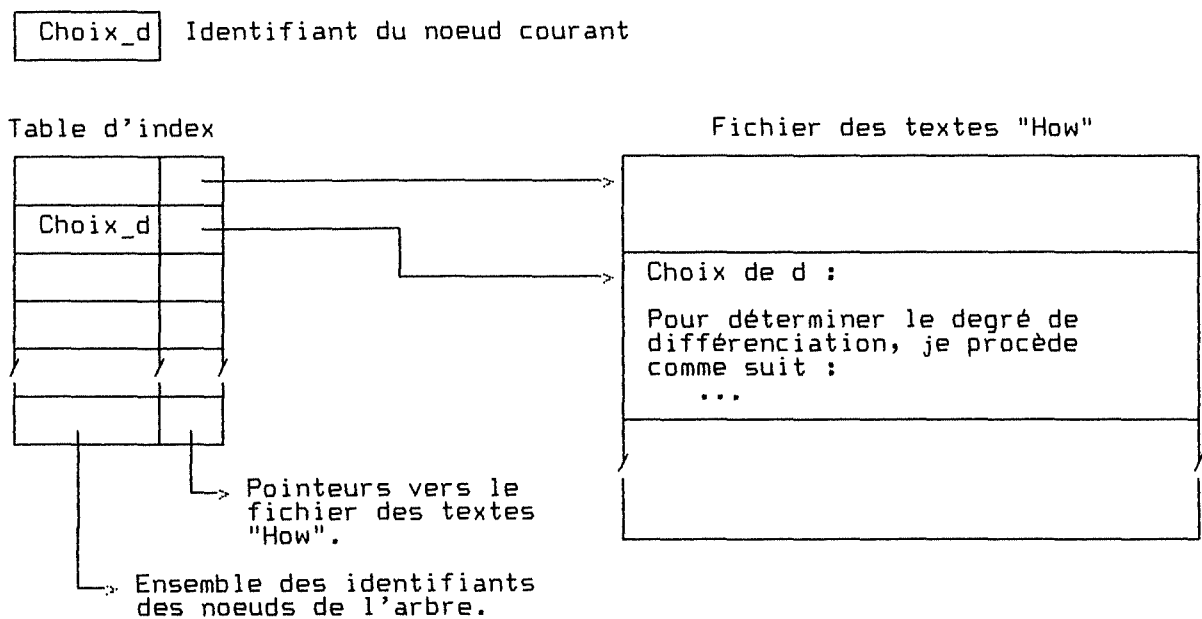 Choix_d Identifiant du noeud courant
Table d'index
Fichier des textes "How"
Choix_d
Choix de d :
Pour déterminer le degré de
différenciation, je procède
comme suit :
...
Pointeurs vers le
fichier des textes
"How".
Ensemble des identifiants
des noeuds de l'arbre.